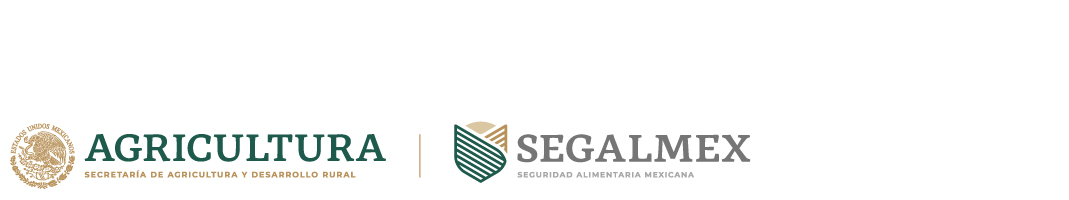 ESTADOS UNIDOS MEXICANOS
AGRICULTURA
SECRETARÍA DE AGRICULTURA Y DESARROLLO RURAL
SEGALMEX
SEGURIDAD ALIMENTARIA MEXICANA